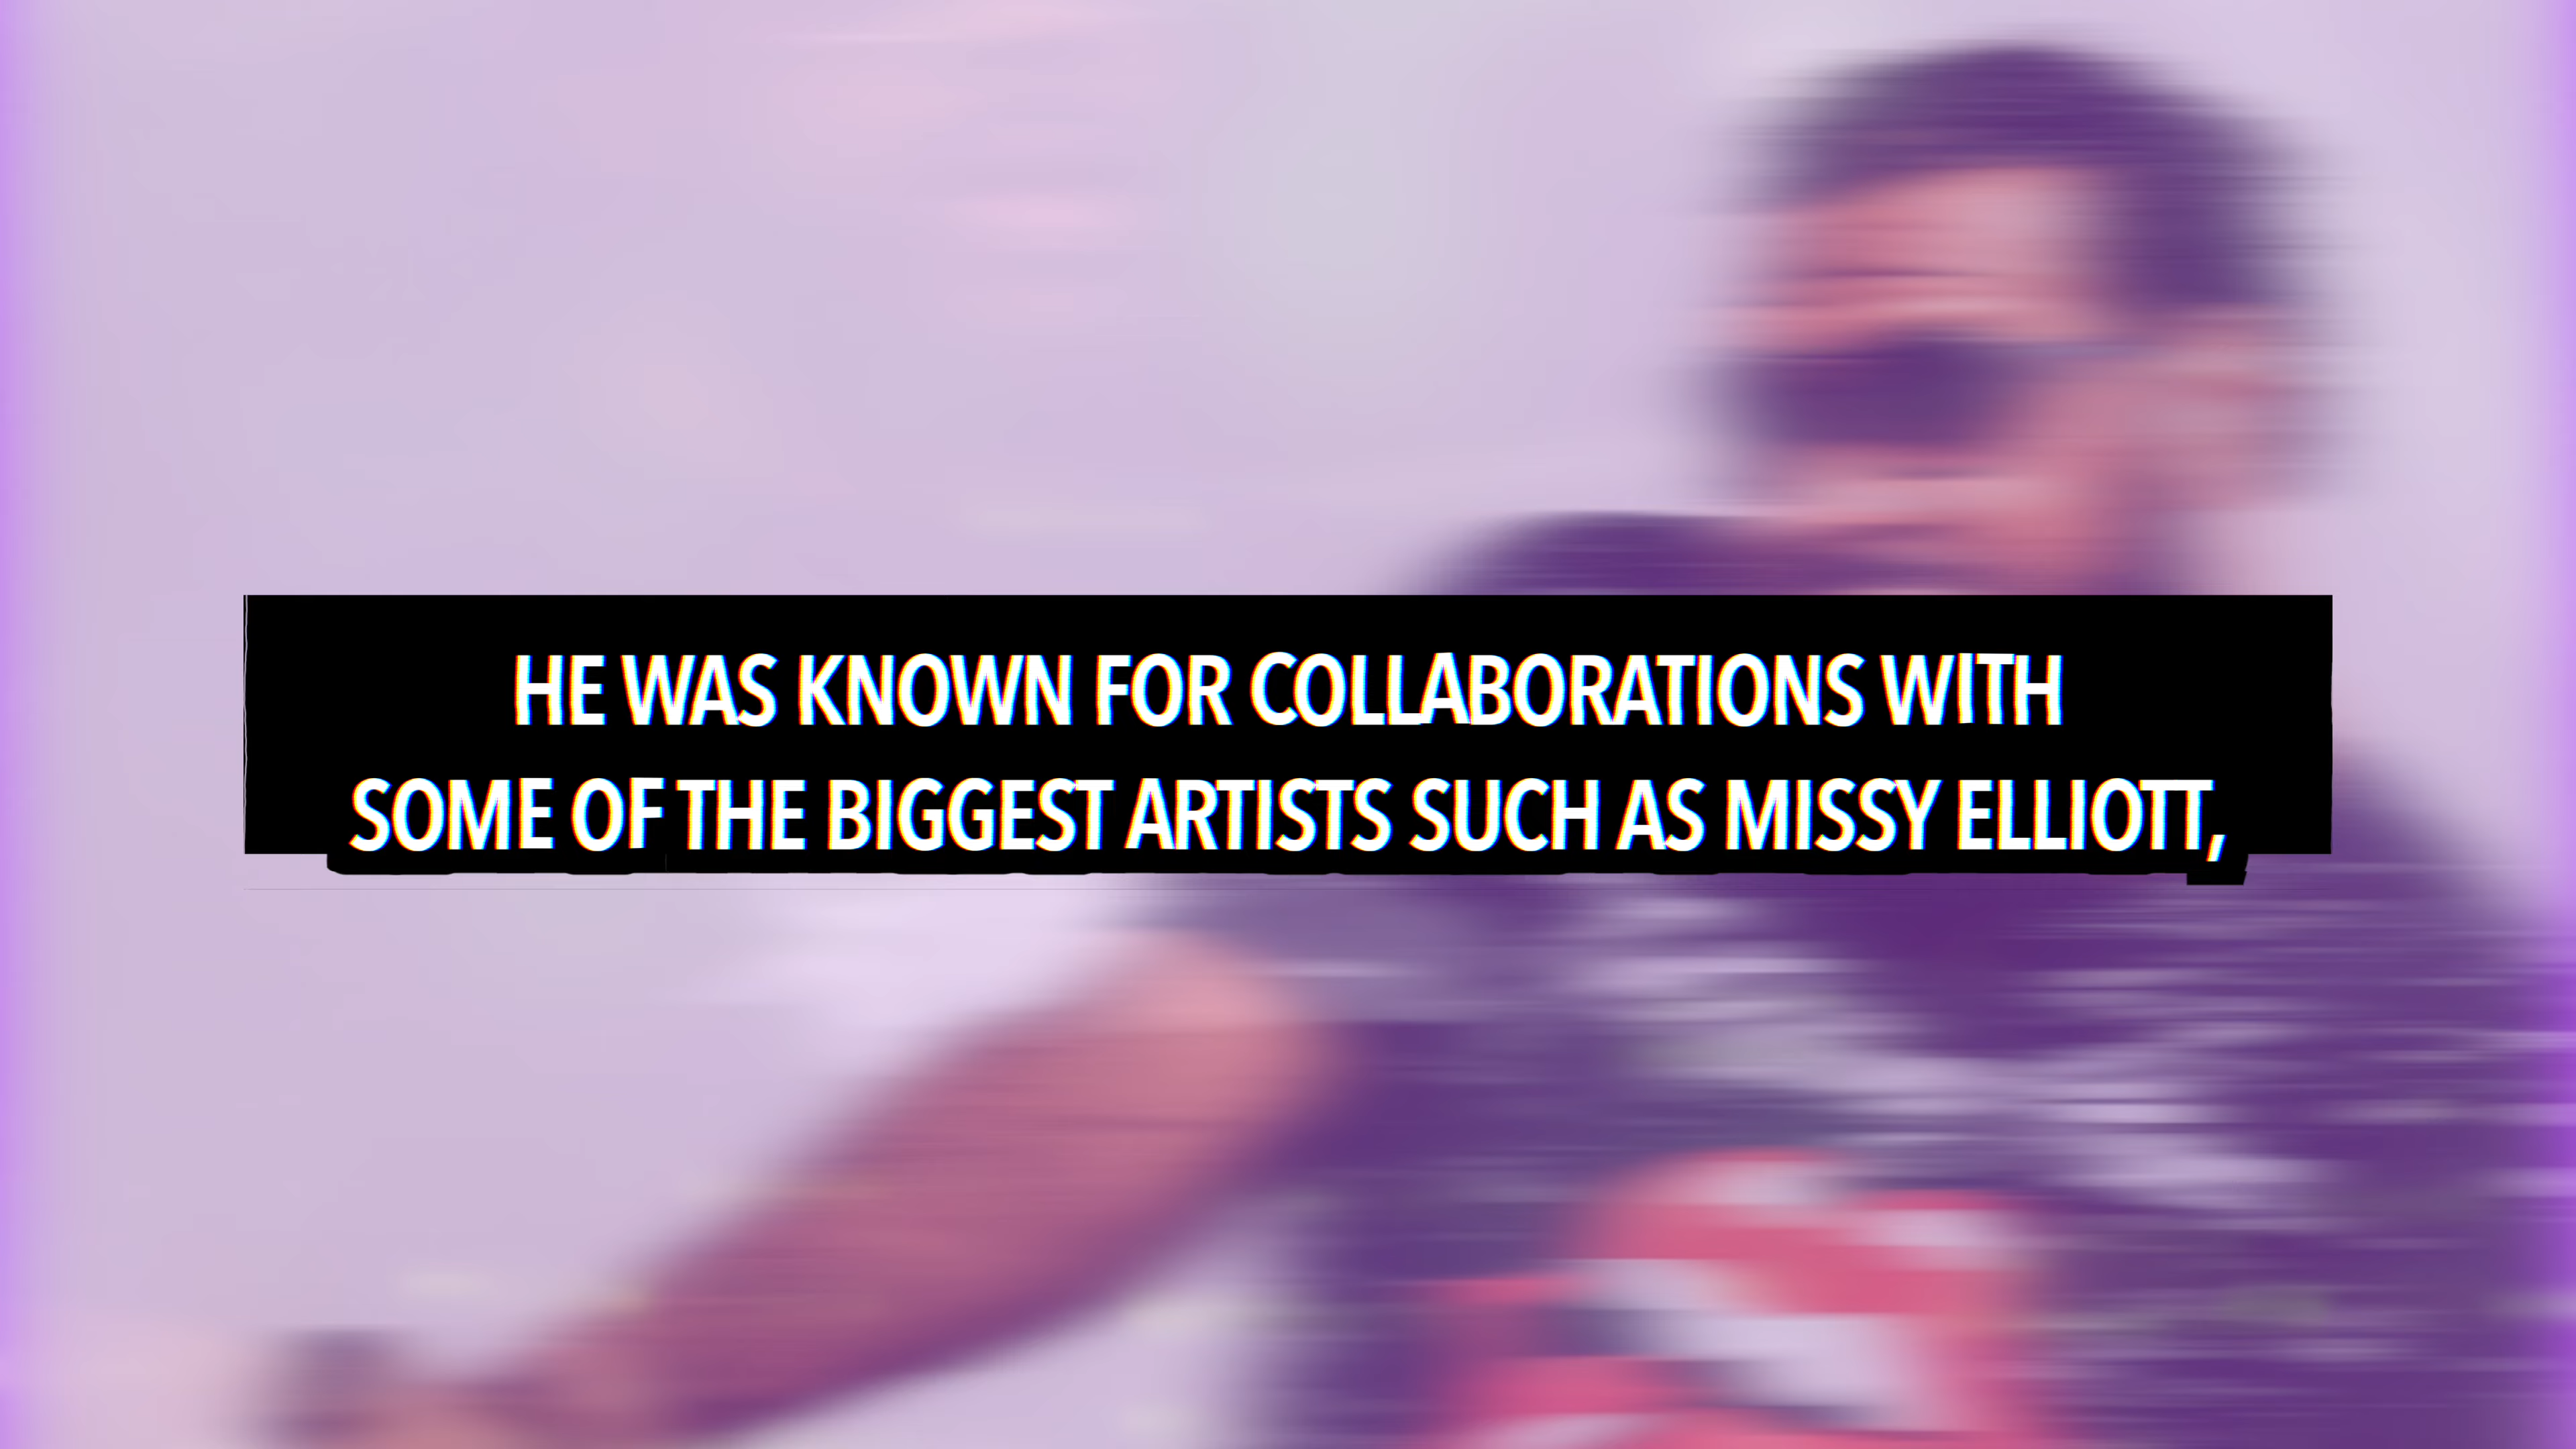 HE WAS KNOWN FOR COLLABORATIONS WITH
SOME OF THE BIGGEST ARTISTS SUCH AS MISSY ELLIOTT,